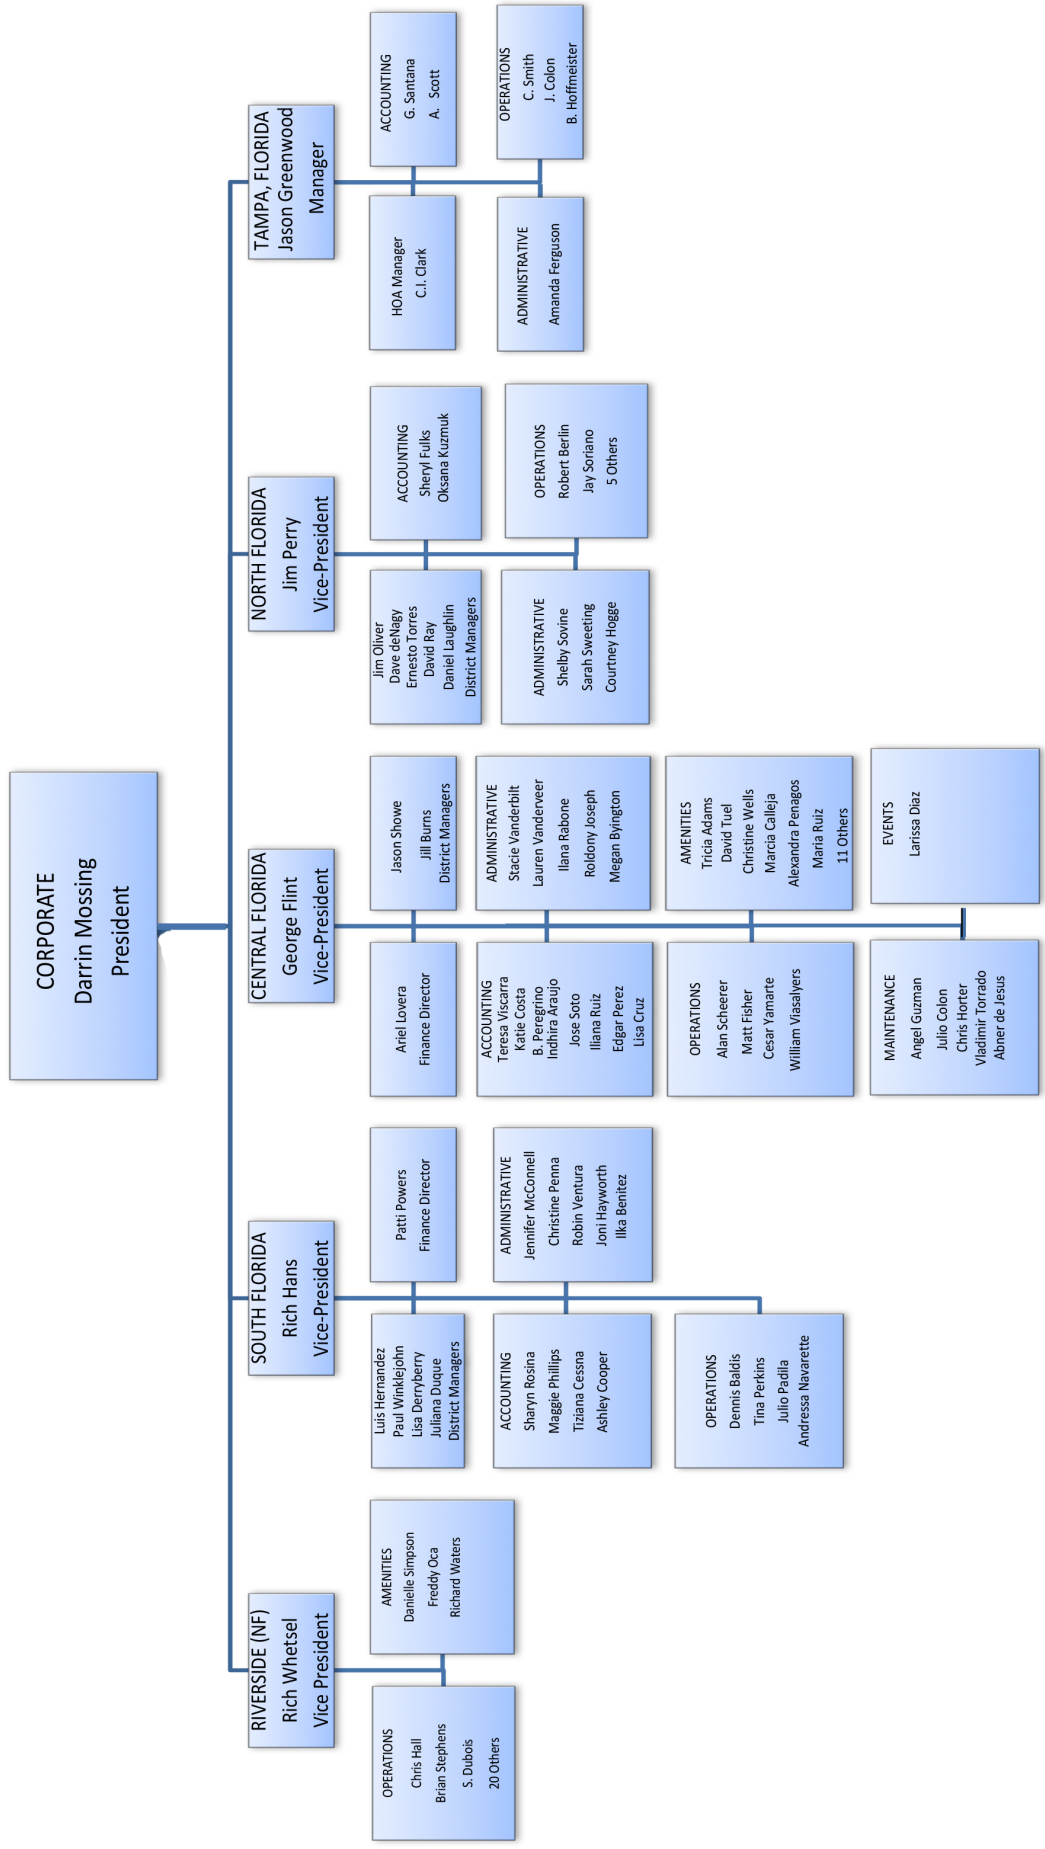 CORPORATE
Darrin Mossing
President
RIVERSIDE (NF)
Rich Whetsel
Vice President
SOUTH FLORIDA
Rich Hans
Vice-President
CENTRAL FLORIDA
George Flint
Vice-President
NORTH FLORIDA
Jim Perry
Vice-President
TAMPA, FLORIDA
Jason Greenwood
Manager
OPERATIONS
Chris Hall
Brian Stephens
S. Dubois
20 Others
AMENITIES
Danielle Simpson
Freddy Oca
Richard Waters
Luis Hernandez
Paul Winklejohn
Lisa Derryberry
Juliana Duque
District Managers
Patti Powers
Finance Director
ACCOUNTING
Sharyn Rosina
Maggie Phillips
Tiziana Cessna
Ashley Cooper
ADMINISTRATIVE
Jennifer McConnell
Christine Penna
Robin Ventura
Joni Hayworth
Ilka Benitez
OPERATIONS
Dennis Baldis
Tina Perkins
Julio Padila
Andressa Navarette
Ariel Lovera
Finance Director
Jason Showe
Jill Burns
District Managers
ACCOUNTING
Teresa Viscarra
Katie Costa
B. Peregrino
Indhira Araujo
Jose Soto
Iliana Ruiz
Edgar Perez
Lisa Cruz
ADMINISTRATIVE
Stacie Vanderbilt
Lauren Vanderveer
Ilana Rabone
Roldony Joseph
Megan Byington
OPERATIONS
Alan Scheerer
Matt Fisher
Cesar Yamarte
William Viasalyers
AMENITIES
Tricia Adams
David Tuel
Christine Wells
Marcia Calleja
Alexandra Penagos
Maria Ruiz
11 Others
MAINTENANCE
Angel Guzman
Julio Colon
Chris Horter
Vladimir Torrado
Abner de Jesus
EVENTS
Larissa Diaz
Jim Oliver
Dave deNagy
Ernesto Torres
David Ray
Daniel Laughlin
District Managers
ACCOUNTING
Sheryl Fulks
Oksana Kuzmuk
ADMINISTRATIVE
Shelby Sovine
Sarah Sweeting
Courtney Hogge
OPERATIONS
Robert Berlin
Jay Soriano
5 Others
HOA Manager
C.I. Clark
ACCOUNTING
G. Santana
A. Scott
ADMINISTRATIVE
Amanda Ferguson
OPERATIONS
C. Smith
J. Colon
B. Hoffmeister